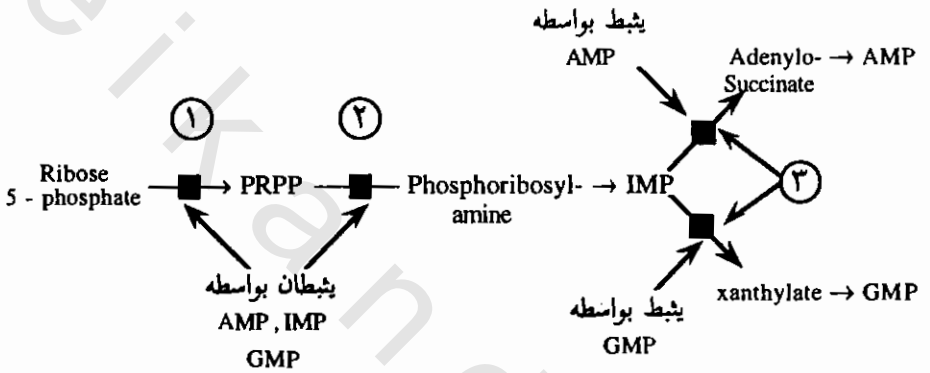 يثبط بواسطه
AMP
Adenylo- → AMP
Succinate
١
٢
Ribose
5 - phosphate
PRPP
Phosphoribosyl-
amine
→ IMP
٣
يثبطان بواسطه
AMP , IMP
GMP
يثبط بواسطه
GMP
xanthylate → GMP